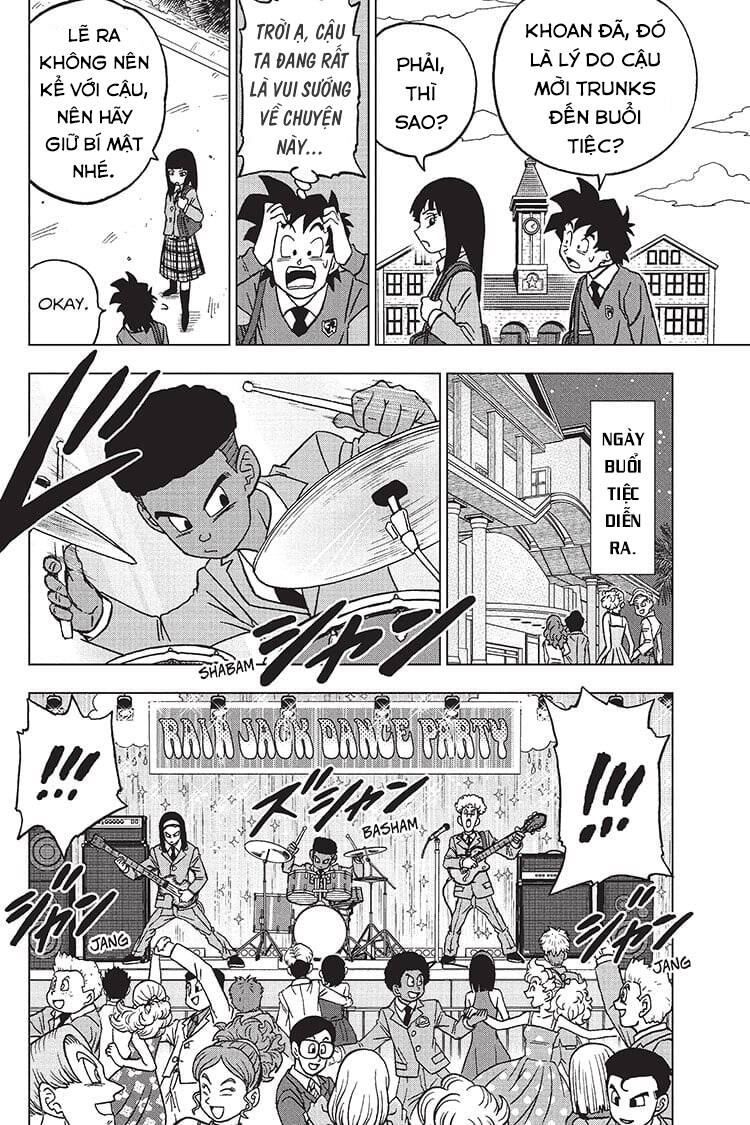 KHOAN ĐÃ, ĐÓ
LÀ LÝ DO CẬU
MỜI TRUNKS
ĐẾN BUỔI
TIỆC?
PHẢI,
THÌ
SAO?
TRỜI Ạ, CẬU
TA ĐANG RẤT
LÀ VUI SƯỚNG
VỀ CHUYỆN
NÀY...
LẼ RA
KHÔNG NÊN
KỂ VỚI CẬU,
NÊN HÃY
GIỮ BÍ MẬT
NHÉ.
OKAY.
NGÀY
BUỔI
TIỆC
DIỄN
RA.
シャン
SHABAM
RAIA JACK DANCE PARTY
!!!
!!!
ズシャン
BASHAM
ジャン
JANG
ジャン
JANG